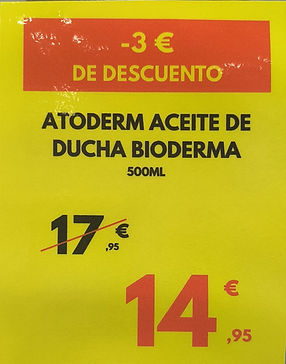 -3 €
DE DESCUENTO
ATODERM ACEITE DE
DUCHA BIODERMA
500ML
17,95 €
14,95 €